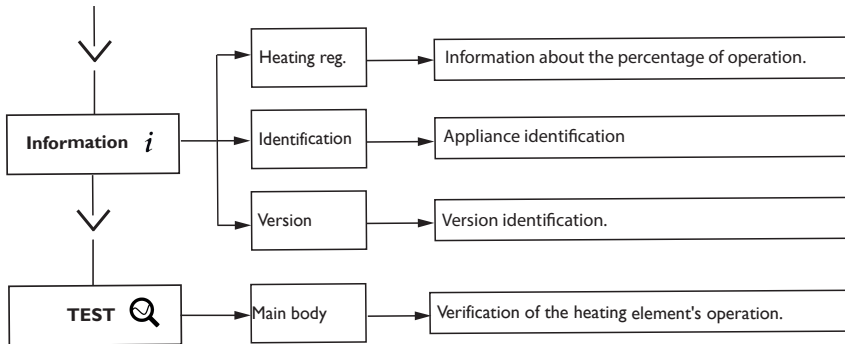 Heating reg.
Information about the percentage of operation.
Information i
Identification
Appliance identification
Version
Version identification.
TEST
Main body
Verification of the heating element's operation.